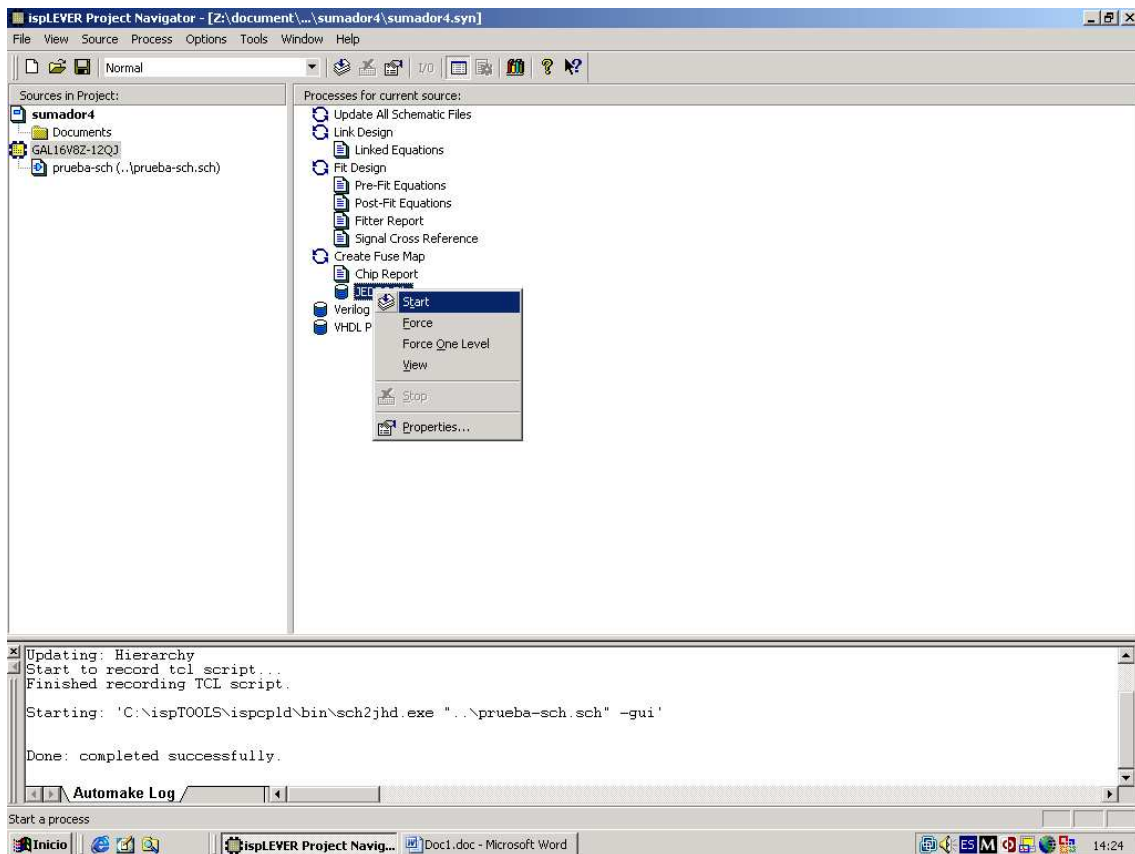 ispLEVER Project Navigator - [Z:\document\...\sumador4\sumador4.syn]
File View Source Process Options Tools Window Help
Normal
I/O
Sources in Project:
sumador4
Documents
GAL16V8Z-12QJ
prueba-sch (..\prueba-sch.sch)
Processes for current source:
Update All Schematic Files
Link Design
Linked Equations
Fit Design
Pre-Fit Equations
Post-Fit Equations
Fitter Report
Signal Cross Reference
Create Fuse Map
Chip Report
Verilog
VHDL P
Start
Force
Force One Level
View
Stop
Properties...
Updating: Hierarchy
Start to record tcl script...
Finished recording TCL script.
Starting: 'C:\ispTOOLS\ispcpld\bin\sch2jhd.exe "..\prueba-sch.sch" -gui'
Done: completed successfully.
Automake Log
Start a process
Inicio
ispLEVER Project Navig...
Doc1.doc - Microsoft Word
ES
M
14:24